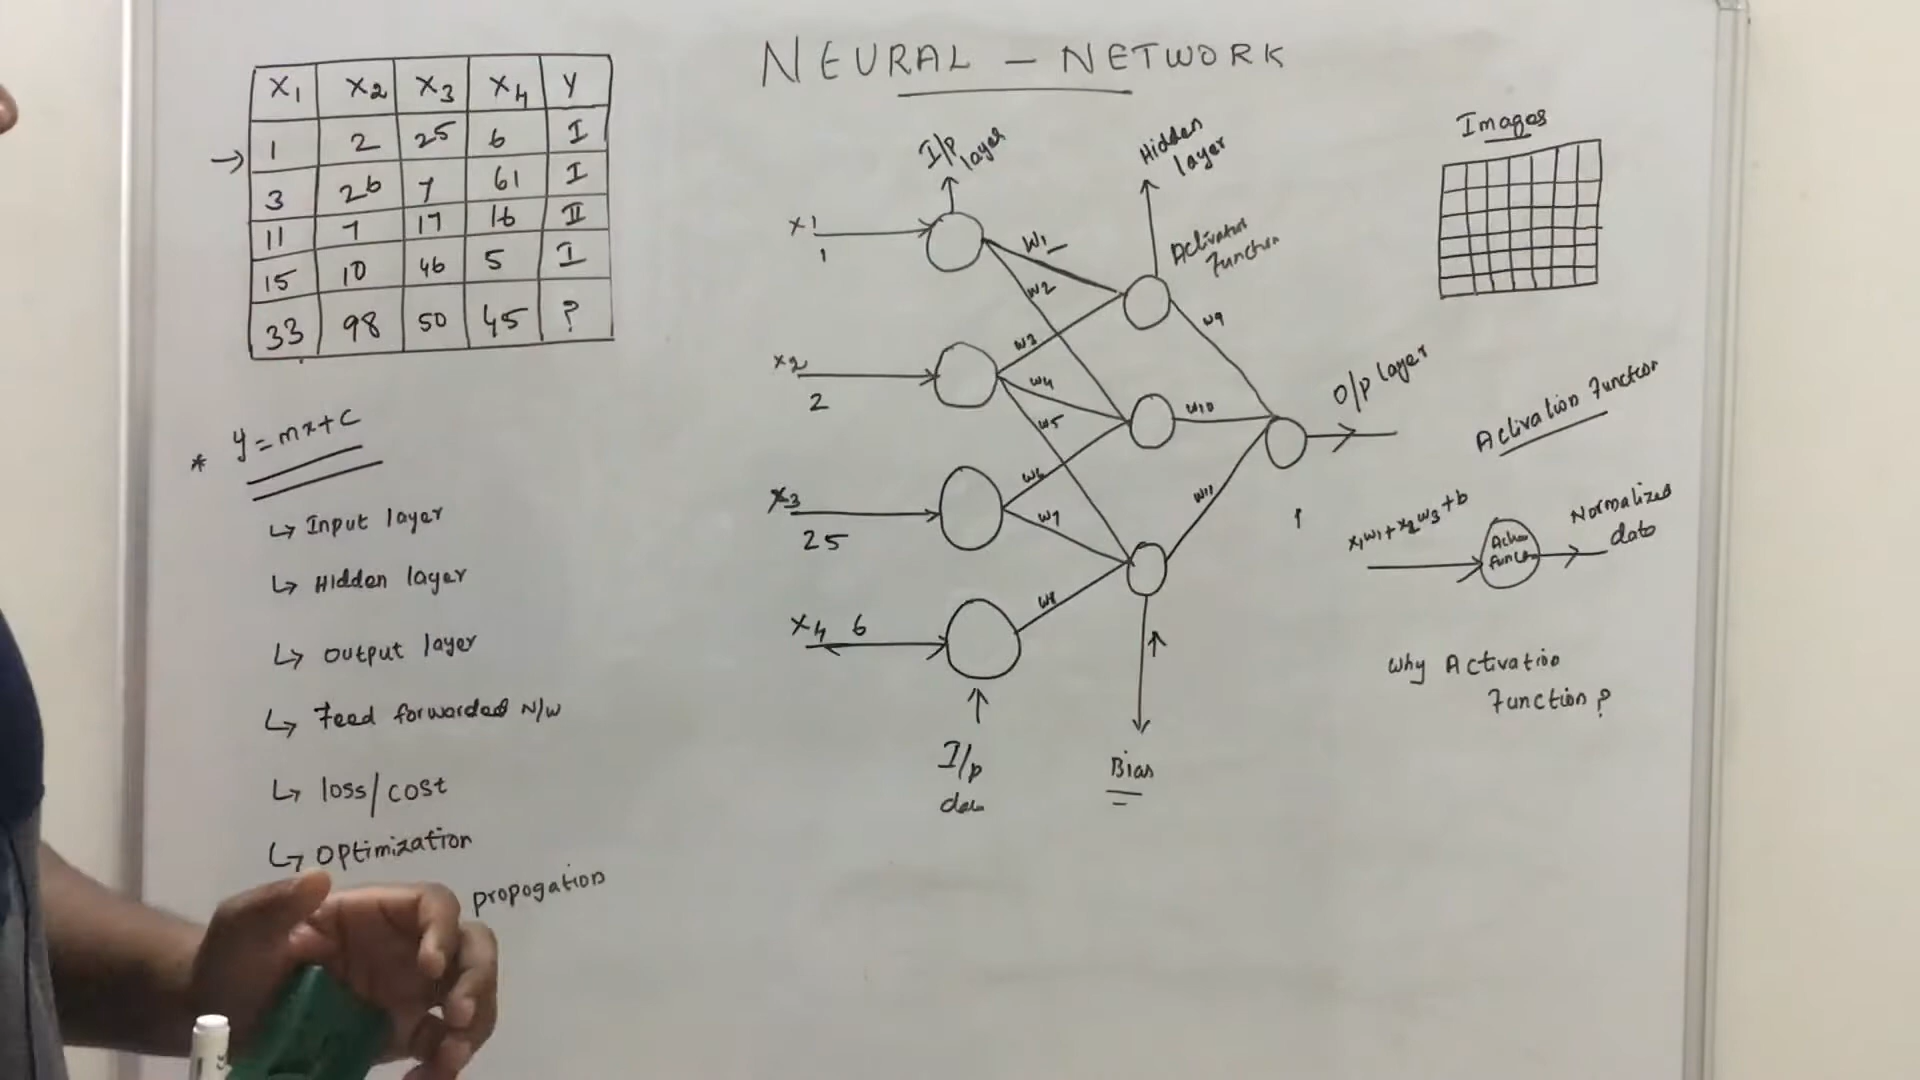 NEURAL - NETWORK
X1 X2 X3 X4 Y
1 2 25 6 I
3 26 7 61 I
11 7 17 16 II
15 10 46 5 I
33 98 50 45 ?
* y=mx+c
Input layer
Hidden layer
Output layer
Feed forwarded N/W
loss/cost
Optimization
propogation
I/P layer
Hidden
layer
Activation
Function
x1
1
x2
2
x3
25
x4 6
w1
w2
w3
w4
w5
w6
w7
w8
w9
w10
w11
I/p
Bias
O/P layer
1
Images
Activation Function
x1w1+x2w3+b
Normalized
data
Why Activation
Function?